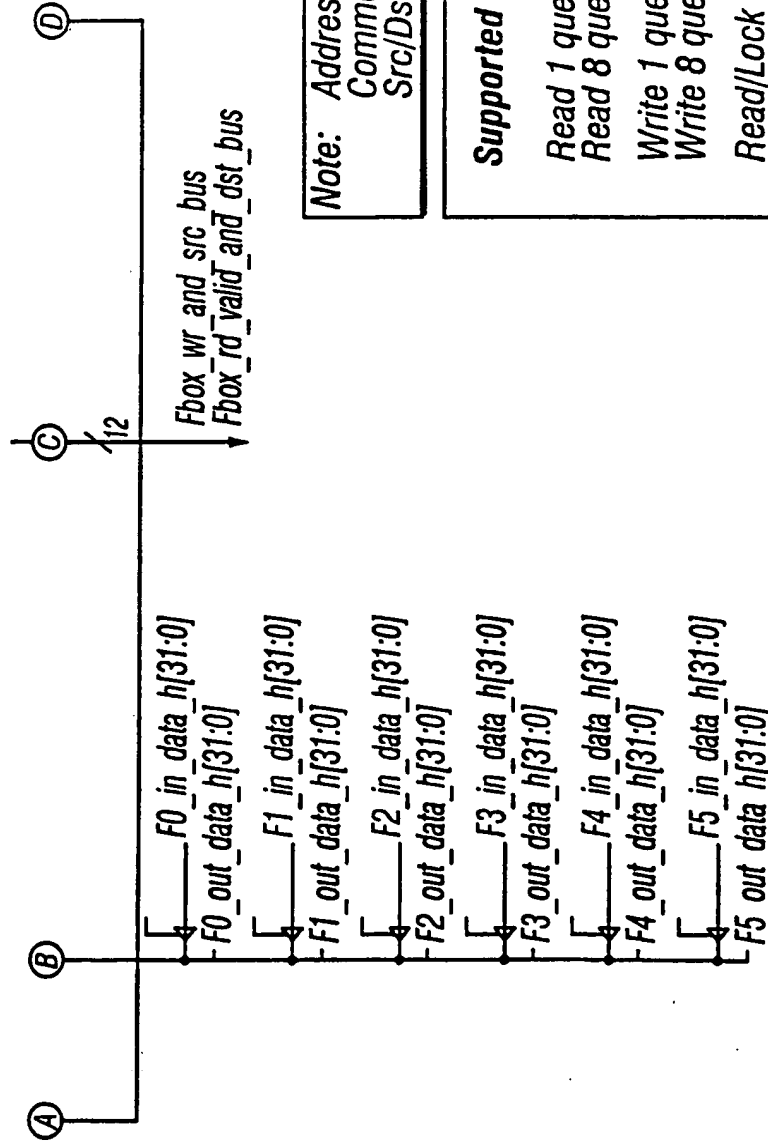 A
B
C
D
12
Fbox_wr_and_src_bus
Fbox_rd_valid_and_dst_bus
F0_in_data_h[31:0]
F0_out_data_h[31:0]
F1_in_data_h[31:0]
F1_out_data_h[31:0]
F2_in_data_h[31:0]
F2_out_data_h[31:0]
F3_in_data_h[31:0]
F3_out_data_h[31:0]
F4_in_data_h[31:0]
F4_out_data_h[31:0]
F5_in_data_h[31:0]
F5_out_data_h[31:0]
Note: Addres
Comm
Src/Ds
Supported
Read 1 que
Read 8 que
Write 1 que
Write 8 que
Read/Lock